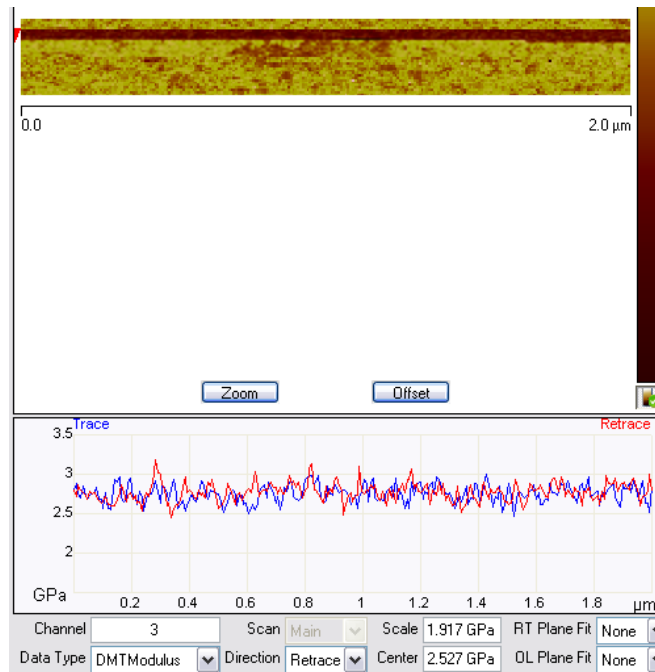 0.0 2.0 µm
Zoom Offset
Trace Retrace
3.5
3
2.5
2
GPa 0.2 0.4 0.6 0.8 1 1.2 1.4 1.6 1.8 µm
Channel 3 Scan Main Scale 1.917 GPa RT Plane Fit None
Data Type DMTModulus Direction Retrace Center 2.527 GPa OL Plane Fit None